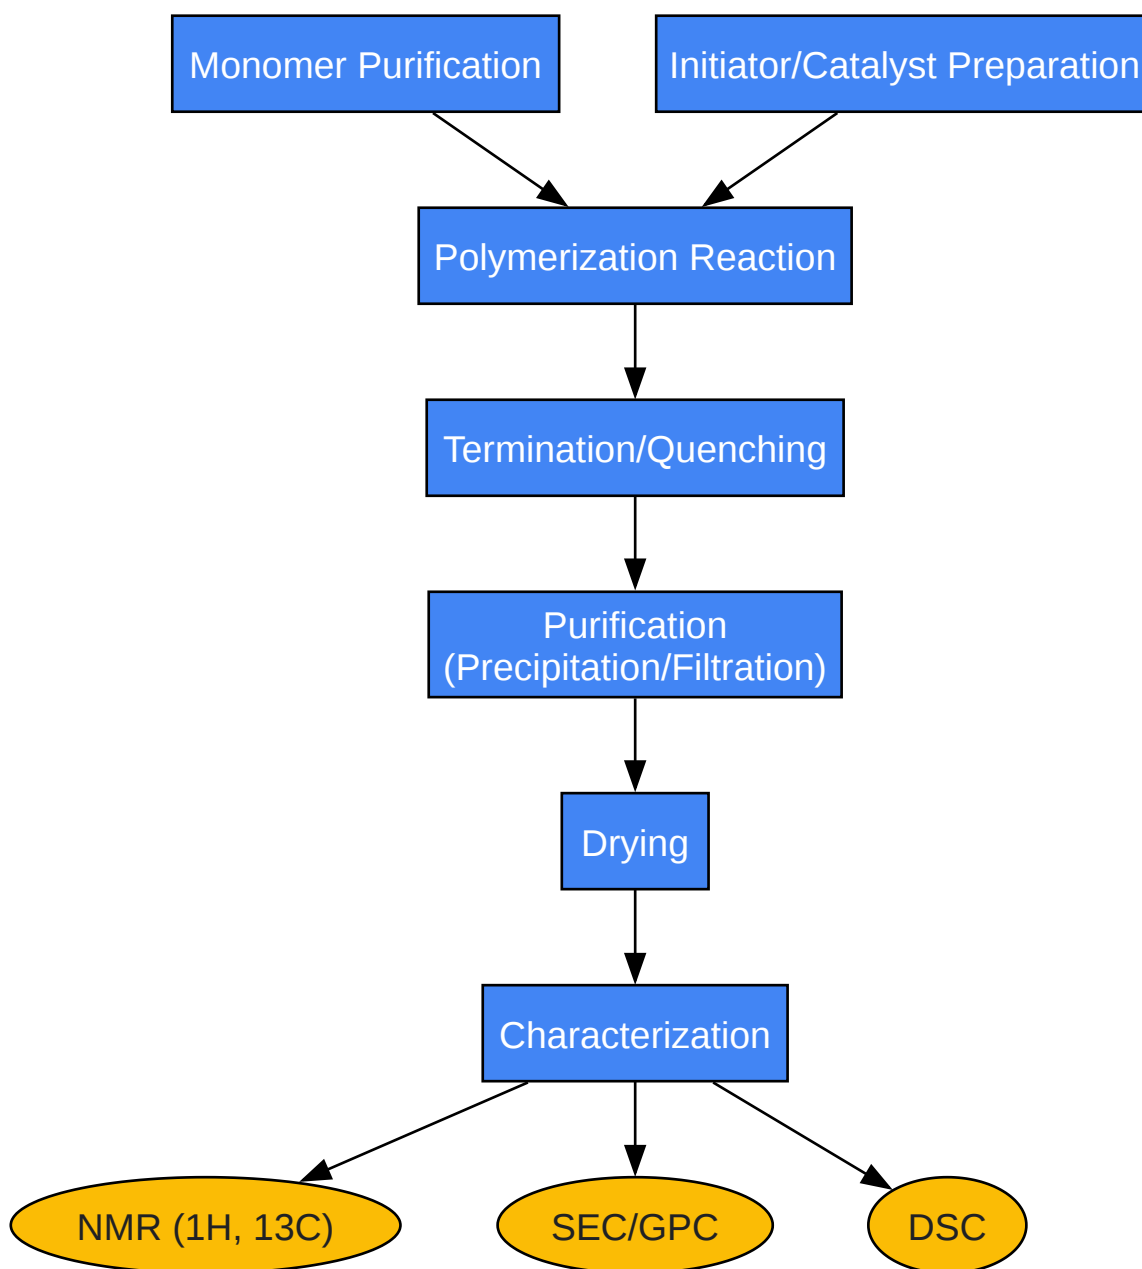 Monomer Purification
Initiator/Catalyst Preparation
Polymerization Reaction
Termination/Quenching
Purification
(Precipitation/Filtration)
Drying
Characterization
NMR (1H, 13C)
SEC/GPC
DSC